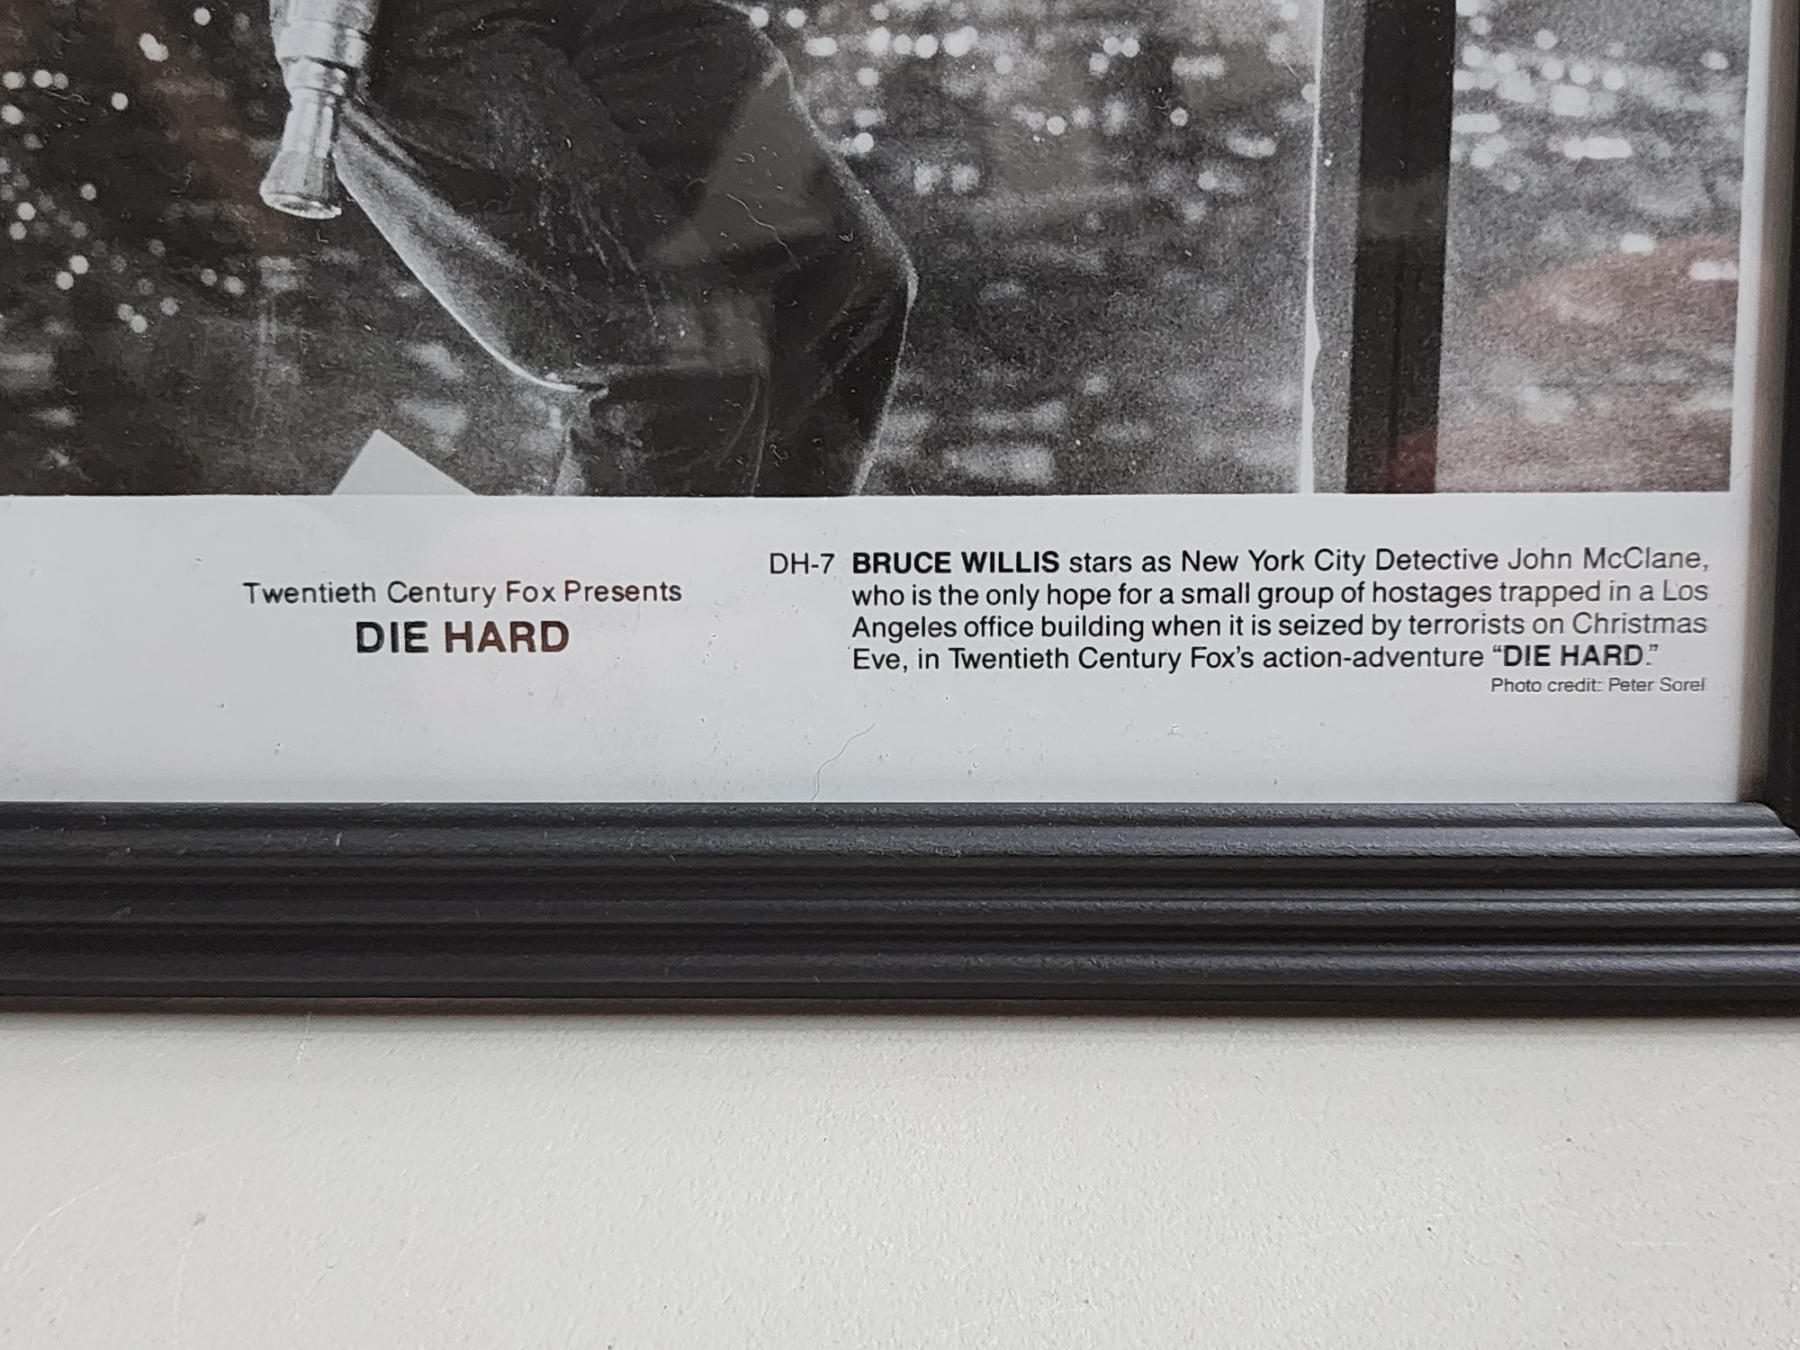 Twentieth Century Fox Presents
DIE HARD
DH-7 BRUCE WILLIS stars as New York City Detective John McClane,
who is the only hope for a small group of hostages trapped in a Los
Angeles office building when it is seized by terrorists on Christmas
Eve, in Twentieth Century Fox's action-adventure “DIE HARD.”
Photo credit: Peter Sorel